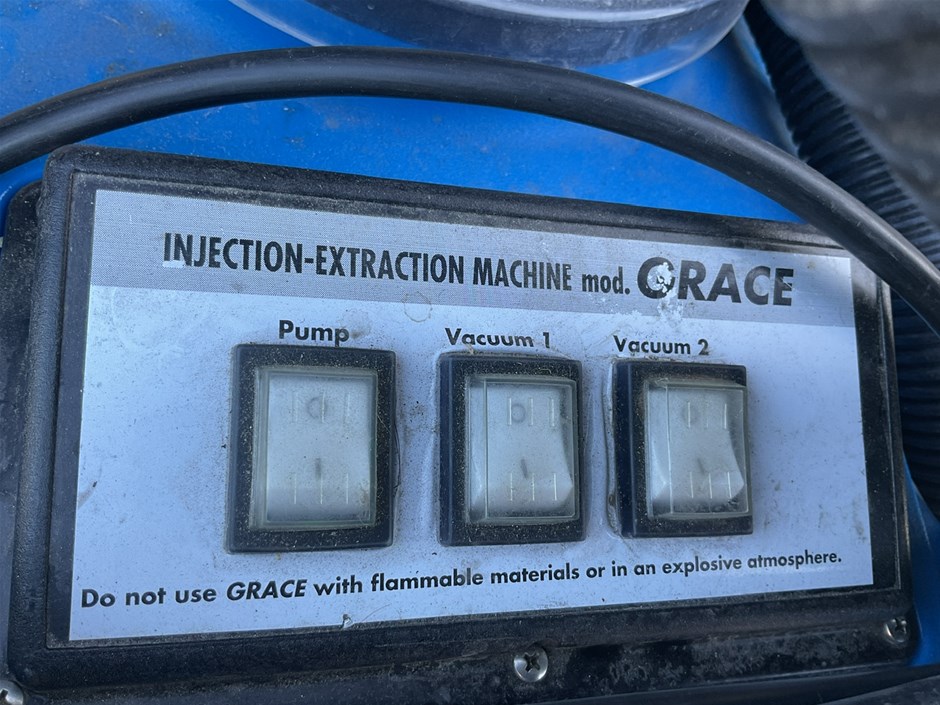 INJECTION-EXTRACTION MACHINE mod. GRACE
Pump Vacuum 1 Vacuum 2
Do not use GRACE with flammable materials or in an explosive atmosphere.